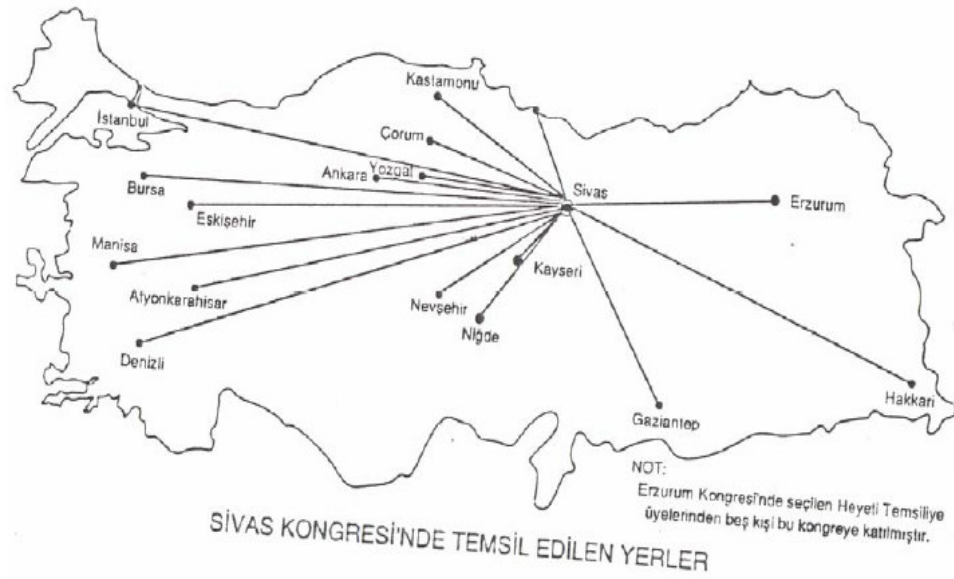 Kastamonu
İstanbul
Çorum
Ankara
Yozgat
Bursa
Sivas
Erzurum
Eskişehir
Manisa
Kayseri
Afyonkarahisar
Nevşehir
Niğde
Denizli
Hakkari
Gaziantep
NOT:
Erzurum Kongresi'nde seçilen Heyeti Temsiliye
üyelerinden beş kişi bu kongreye katılmıştır.
SİVAS KONGRESİ'NDE TEMSİL EDİLEN YERLER